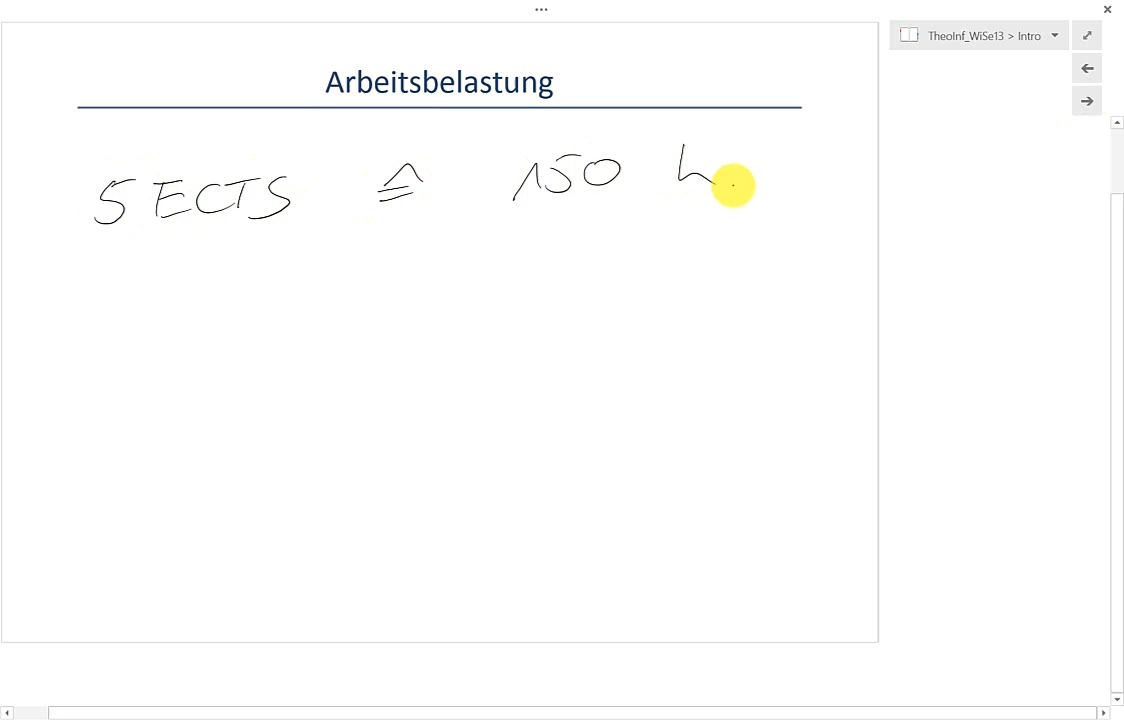 TheoInf_WiSe13 > Intro
Arbeitsbelastung
5 ECTS ≙ 150 h